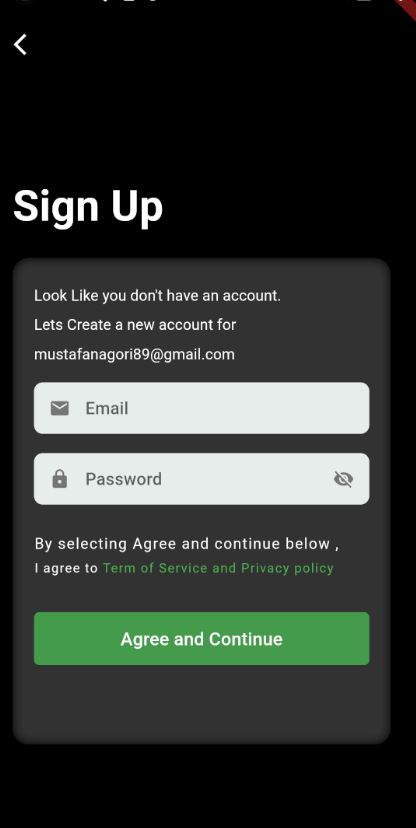 Sign Up
Look Like you don't have an account.
Lets Create a new account for
mustafanagori89@gmail.com
Email
Password
By selecting Agree and continue below ,
I agree to Term of Service and Privacy policy
Agree and Continue